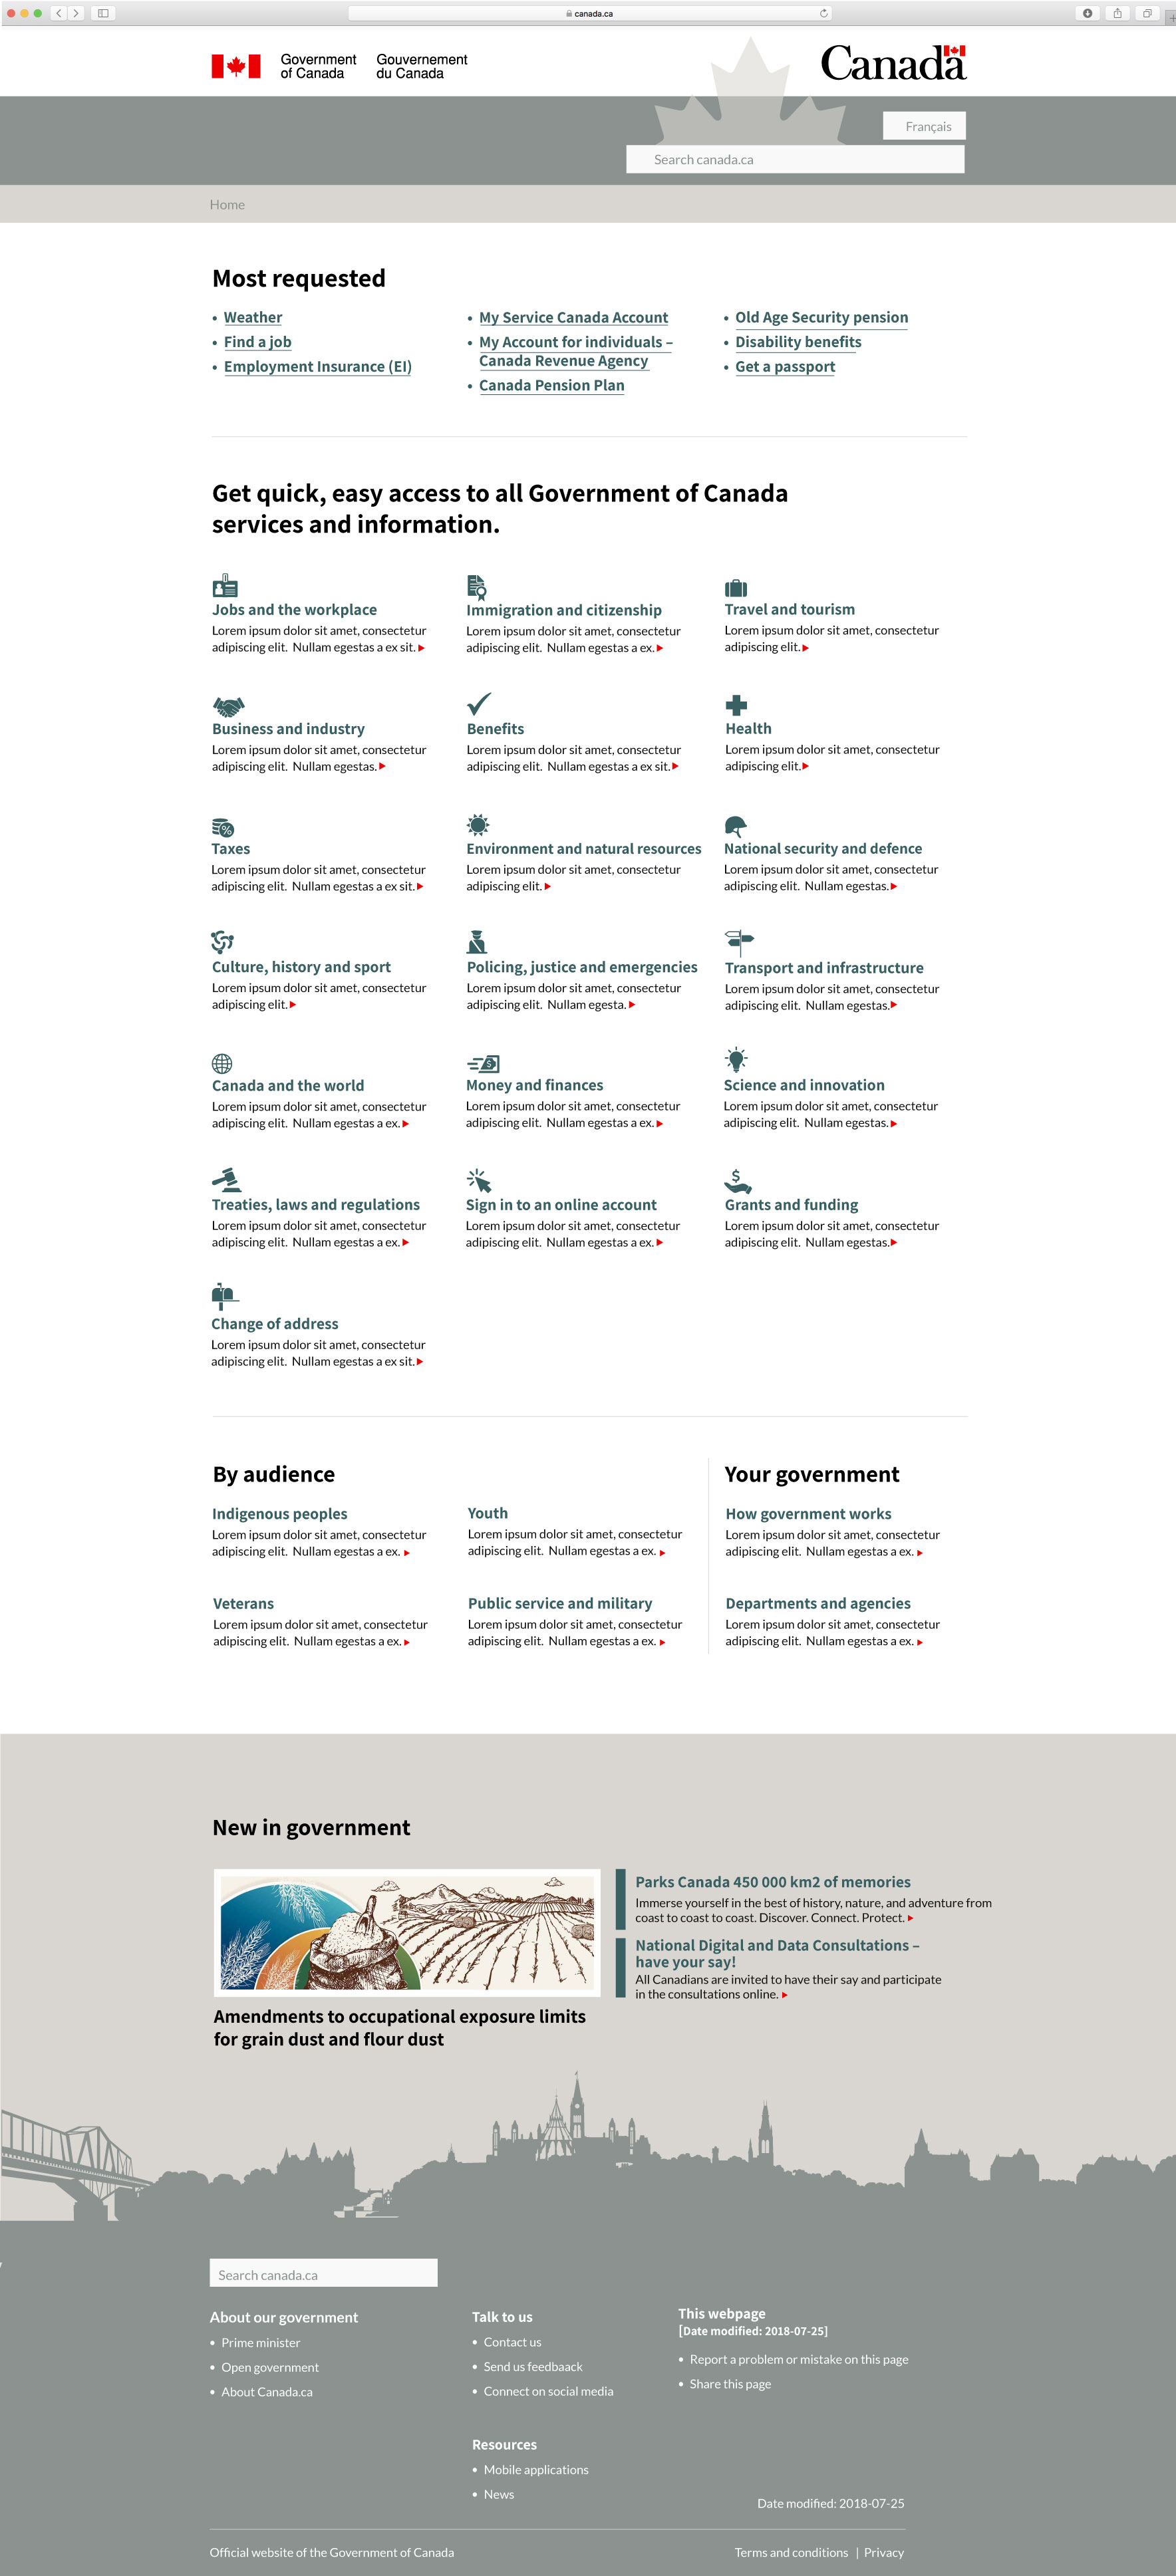 canada.ca
Government
of Canada
Gouvernement
du Canada
Canada
Français
Search canada.ca
Home
Most requested
• Weather
• Find a job
• Employment Insurance (EI)
• My Service Canada Account
• My Account for individuals –
Canada Revenue Agency
• Canada Pension Plan
• Old Age Security pension
• Disability benefits
• Get a passport
Get quick, easy access to all Government of Canada
services and information.
Jobs and the workplace
Lorem ipsum dolor sit amet, consectetur
adipiscing elit. Nullam egestas a ex sit.
Immigration and citizenship
Lorem ipsum dolor sit amet, consectetur
adipiscing elit. Nullam egestas a ex.
Travel and tourism
Lorem ipsum dolor sit amet, consectetur
adipiscing elit.
Business and industry
Lorem ipsum dolor sit amet, consectetur
adipiscing elit. Nullam egestas.
Benefits
Lorem ipsum dolor sit amet, consectetur
adipiscing elit. Nullam egestas a ex sit.
Health
Lorem ipsum dolor sit amet, consectetur
adipiscing elit.
Taxes
Lorem ipsum dolor sit amet, consectetur
adipiscing elit. Nullam egestas a ex sit.
Environment and natural resources
Lorem ipsum dolor sit amet, consectetur
adipiscing elit.
National security and defence
Lorem ipsum dolor sit amet, consectetur
adipiscing elit. Nullam egestas.
Culture, history and sport
Lorem ipsum dolor sit amet, consectetur
adipiscing elit.
Policing, justice and emergencies
Lorem ipsum dolor sit amet, consectetur
adipiscing elit. Nullam egesta.
Transport and infrastructure
Lorem ipsum dolor sit amet, consectetur
adipiscing elit. Nullam egestas.
Canada and the world
Lorem ipsum dolor sit amet, consectetur
adipiscing elit. Nullam egestas a ex.
Money and finances
Lorem ipsum dolor sit amet, consectetur
adipiscing elit. Nullam egestas a ex.
Science and innovation
Lorem ipsum dolor sit amet, consectetur
adipiscing elit. Nullam egestas.
Treaties, laws and regulations
Lorem ipsum dolor sit amet, consectetur
adipiscing elit. Nullam egestas a ex.
Sign in to an online account
Lorem ipsum dolor sit amet, consectetur
adipiscing elit. Nullam egestas a ex.
Grants and funding
Lorem ipsum dolor sit amet, consectetur
adipiscing elit. Nullam egestas.
Change of address
Lorem ipsum dolor sit amet, consectetur
adipiscing elit. Nullam egestas a ex sit.
By audience
Indigenous peoples
Lorem ipsum dolor sit amet, consectetur
adipiscing elit. Nullam egestas a ex.
Youth
Lorem ipsum dolor sit amet, consectetur
adipiscing elit. Nullam egestas a ex.
Veterans
Lorem ipsum dolor sit amet, consectetur
adipiscing elit. Nullam egestas a ex.
Public service and military
Lorem ipsum dolor sit amet, consectetur
adipiscing elit. Nullam egestas a ex.
Your government
How government works
Lorem ipsum dolor sit amet, consectetur
adipiscing elit. Nullam egestas a ex.
Departments and agencies
Lorem ipsum dolor sit amet, consectetur
adipiscing elit. Nullam egestas a ex.
New in government
Amendments to occupational exposure limits
for grain dust and flour dust
Parks Canada 450 000 km2 of memories
Immerse yourself in the best of history, nature, and adventure from
coast to coast to coast. Discover. Connect. Protect.
National Digital and Data Consultations –
have your say!
All Canadians are invited to have their say and participate
in the consultations online.
Search canada.ca
About our government
• Prime minister
• Open government
• About Canada.ca
Talk to us
• Contact us
• Send us feedbaack
• Connect on social media
Resources
• Mobile applications
• News
This webpage
[Date modified: 2018-07-25]
• Report a problem or mistake on this page
• Share this page
Date modified: 2018-07-25
Official website of the Government of Canada
Terms and conditions | Privacy